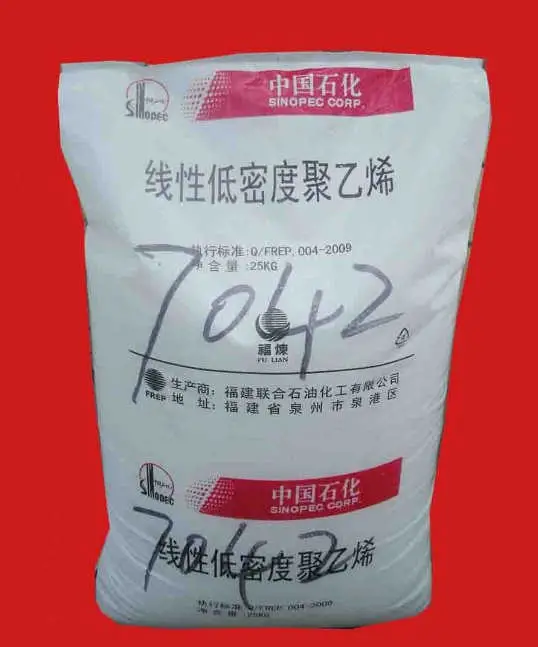 中国石化
SINOPEC CORP.
SINOPEC
线性低密度聚乙烯
执行标准:Q/FREP.004-2009
净含量:25KG
7042
福炼
FU LIAN
FREP
生产商:福建联合石油化工有限公司
地址:福建省泉州市泉港区
中国石化
SINOPEC CORP.
SINOPEC
线性低密度聚乙烯
7042
执行标准:Q/FREP.004-2009
净含量:25KG